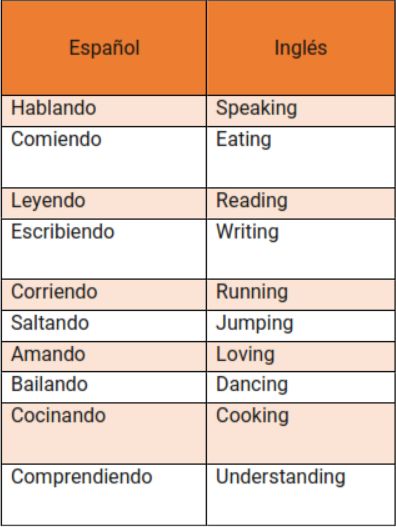 Español Inglés
Hablando Speaking
Comiendo Eating
Leyendo Reading
Escribiendo Writing
Corriendo Running
Saltando Jumping
Amando Loving
Bailando Dancing
Cocinando Cooking
Comprendiendo Understanding